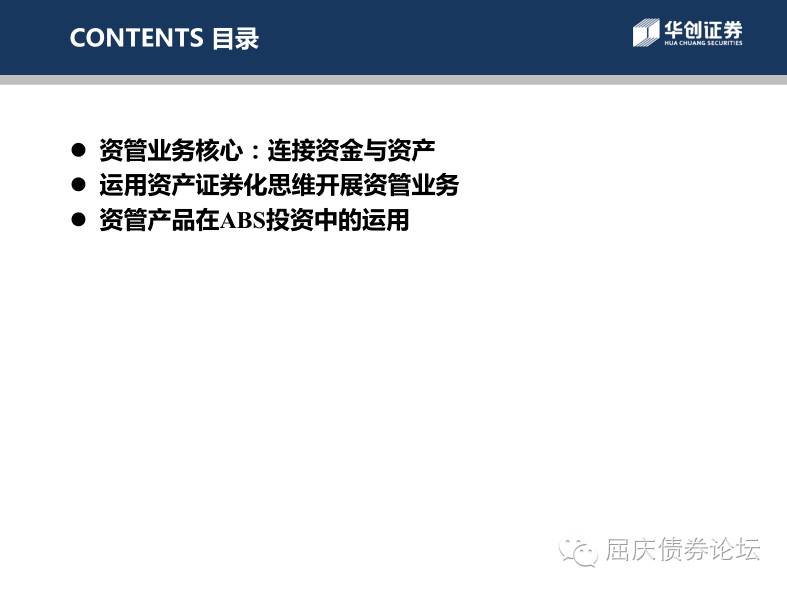 CONTENTS 目录
华创证券
HUA CHUANG SECURITIES
● 资管业务核心：连接资金与资产
● 运用资产证券化思维开展资管业务
● 资管产品在ABS投资中的运用
屈庆债券论坛